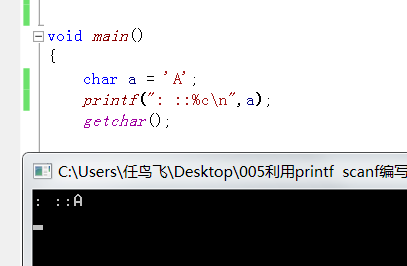 void main()
{
char a = 'A';
printf(": ::%c\n",a);
getchar();
C:\Users\任鸟飞\Desktop\005利用printf scanf编写
: ::A